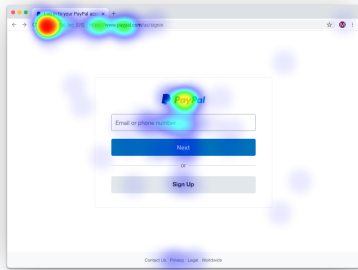 Log in to your PayPal acc
www.paypal.com/us/signin
M
PayPal
Email or phone number
Next
or
Sign Up
Contact Us Privacy Legal Worldwide